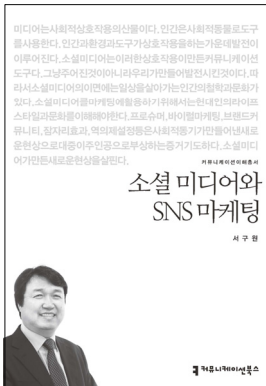 미디어는사회적상호작용의산물이다.인간은사회적동물로도구
를사용한다.인간과환경과도구가상호작용을하는가운데발전이
이루어진다.소셜미디어는이러한상호작용이만든커뮤니케이션
도구다.그냥주어진것이아니라우리가만들어발전시킨것이다.따
라서소셜미디어의이면에는일상을살아가는인간의철학과문화가
있다.소셜미디어를마케팅에활용하기위해서는현대인의라이프
스타일과문화를이해해야한다.프로슈머,바이럴마케팅,브랜드커
뮤니티,잠자리효과,역의제설정등은사회적동기가만들어낸새로
운현상으로대중이주인공으로부상하는증거기도하다.소셜미디
어가만든새로운현상을살핀다.
커뮤니케이션이해총서
소셜 미디어와
SNS 마케팅
서구원
커뮤니케이션북스